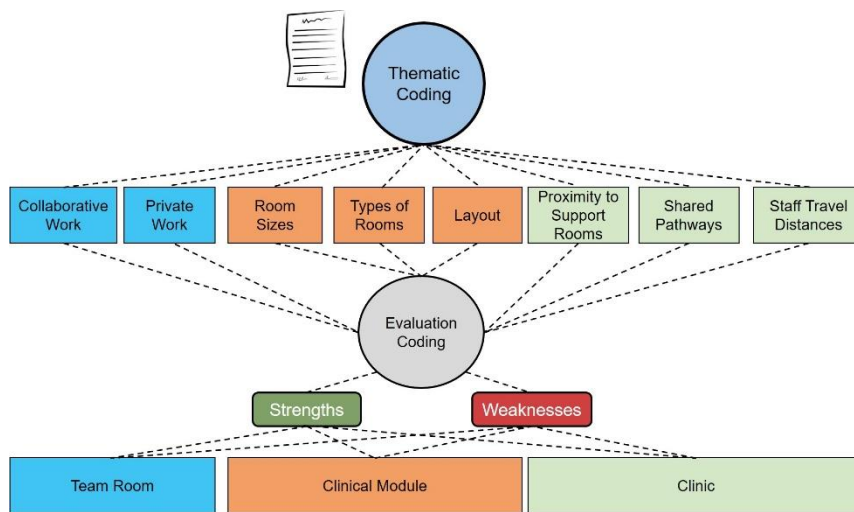 Thematic
Coding
Collaborative
Work
Private
Work
Room
Sizes
Types of
Rooms
Layout
Proximity to
Support
Rooms
Shared
Pathways
Staff Travel
Distances
Evaluation
Coding
Strengths
Weaknesses
Team Room
Clinical Module
Clinic